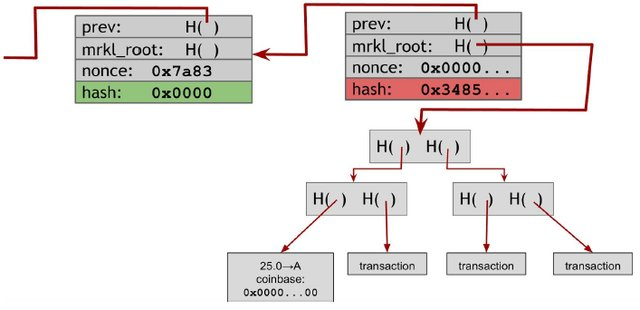 prev: H( )
mrkl_root: H( )
nonce: 0x7a83
hash: 0x0000
prev: H( )
mrkl_root: H( )
nonce: 0x0000...
hash: 0x3485...
H( ) H( )
H( ) H( )
H( ) H( )
25.0→A
coinbase:
0x0000...00
transaction
transaction
transaction